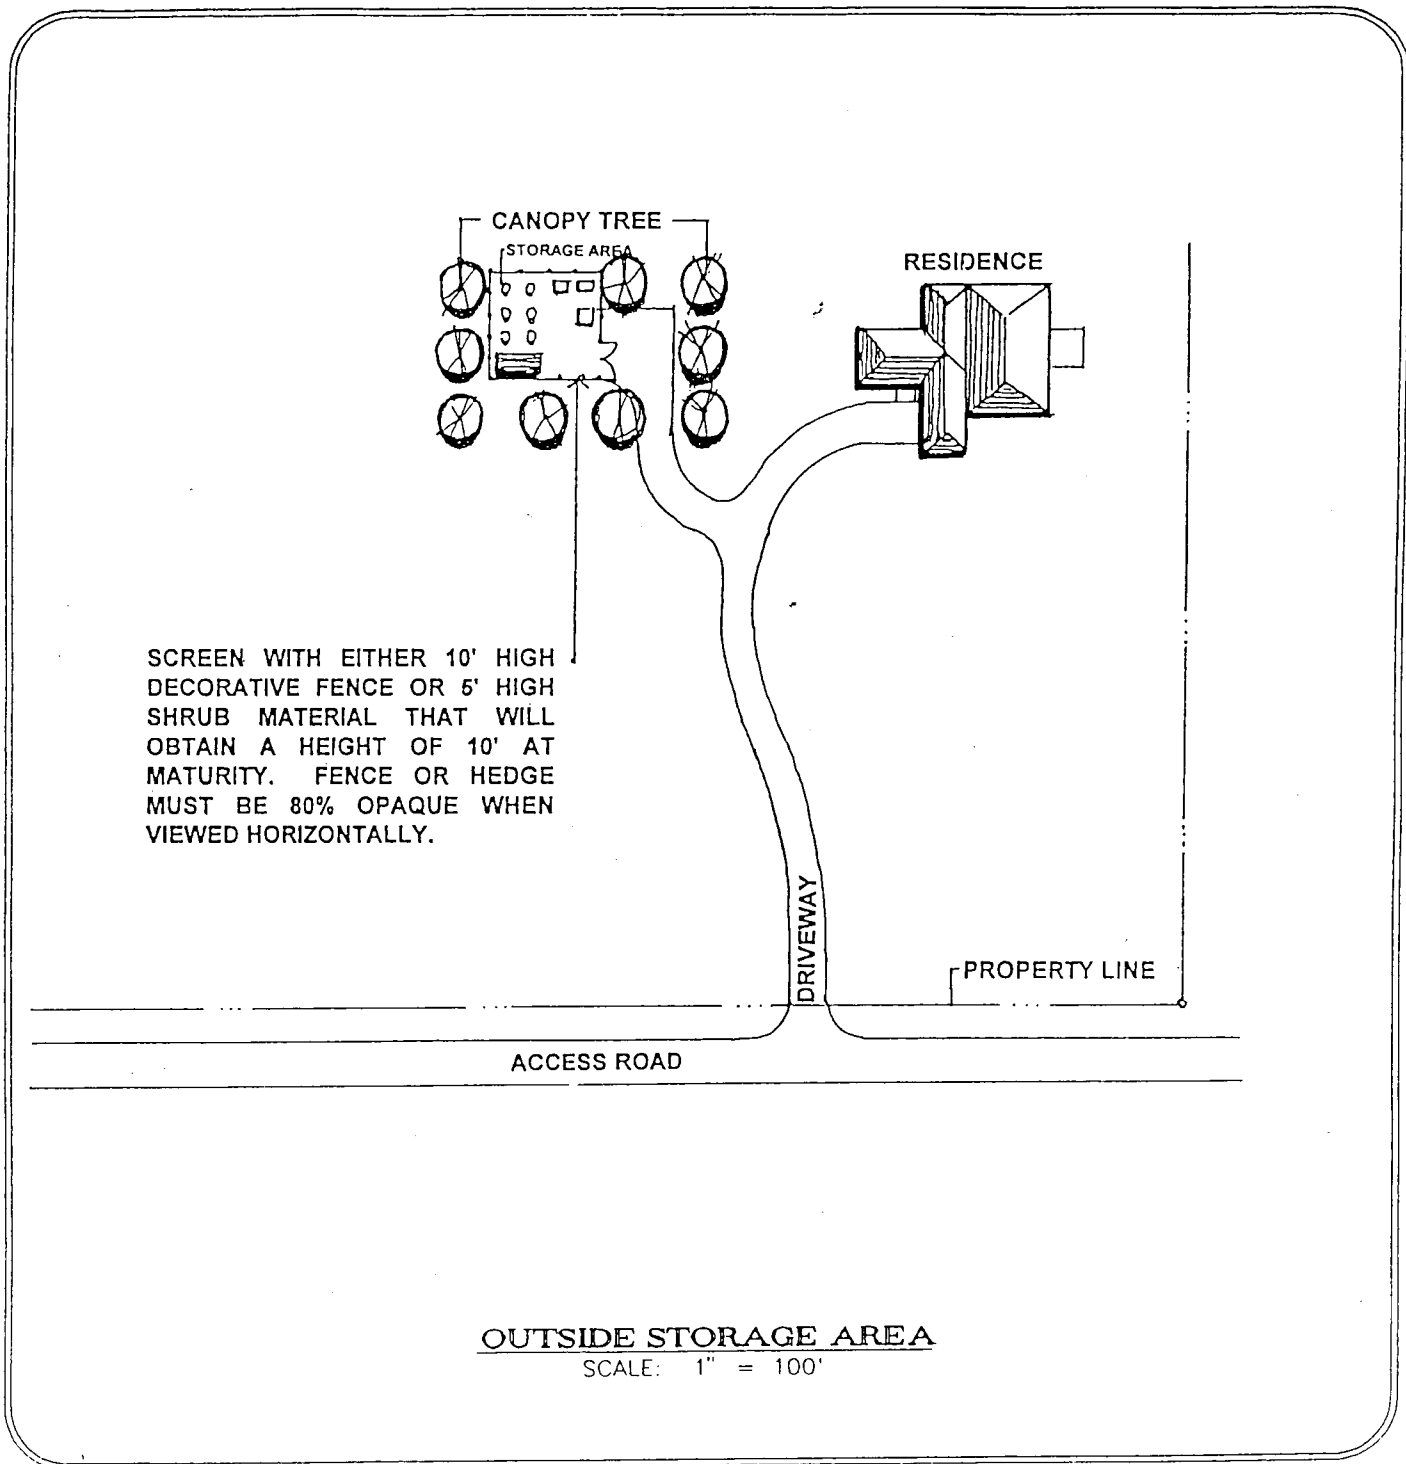 CANOPY TREE
STORAGE AREA
RESIDENCE
SCREEN WITH EITHER 10' HIGH
DECORATIVE FENCE OR 5' HIGH
SHRUB MATERIAL THAT WILL
OBTAIN A HEIGHT OF 10' AT
MATURITY. FENCE OR HEDGE
MUST BE 80% OPAQUE WHEN
VIEWED HORIZONTALLY.
DRIVEWAY
PROPERTY LINE
ACCESS ROAD
OUTSIDE STORAGE AREA
SCALE: 1" = 100'